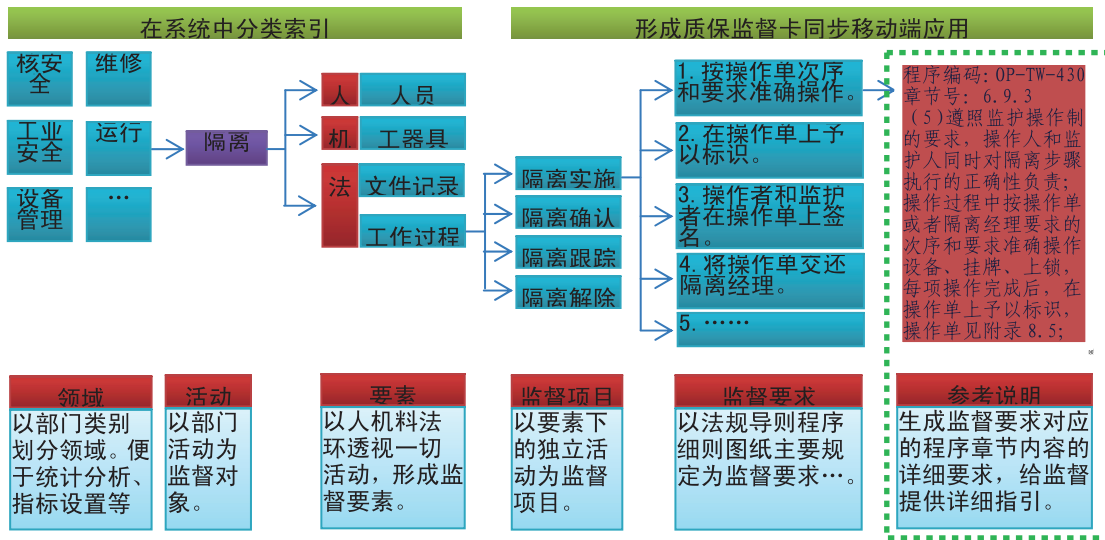 在系统中分类索引
形成质保监督卡同步移动端应用
核安
全
维修
工业
安全
运行
设备
管理
…
隔离
人
人员
机
工器具
法
文件记录
工作过程
隔离实施
隔离确认
隔离跟踪
隔离解除
1. 按操作单次序
和要求准确操作。
2. 在操作单上予
以标识。
3. 操作者和监护
者在操作单上签
名。
4. 将操作单交还
隔离经理。
5. ……
程序编码: OP-TW-430
章节号: 6.9.3
(5)遵照监护操作制
的要求，操作人和监
护人同时对隔离步骤
执行的正确性负责;
操作过程中按操作单
或者隔离经理要求的
次序和要求准确操作
设备、挂牌、上锁，
每项操作完成后，在
操作单上予以标识，
操作单见附录 8.5;
领域
以部门类别
划分领域。便
于统计分析、
指标设置等
活动
以部门
活动为
监督对
象。
要素
以人机料法
环透视一切
活动，形成监
督要素。
监督项目
以要素下
的独立活
动为监督
项目。
监督要求
以法规导则程序
细则图纸主要规
定为监督要求…。
参考说明
生成监督要求对应
的程序章节内容的
详细要求，给监督
提供详细指引。